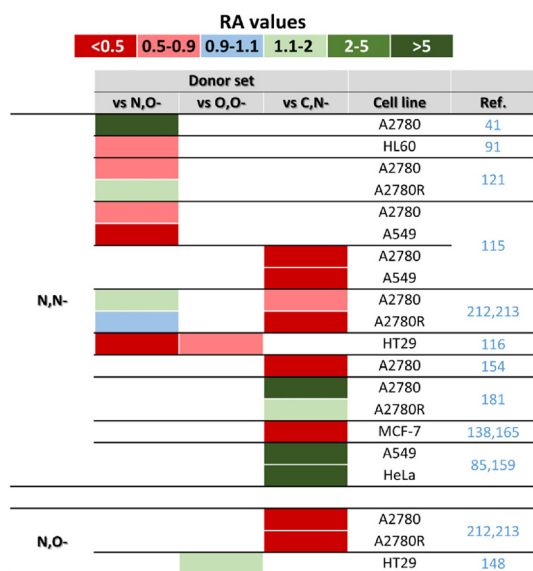 RA values
<0.5 0.5-0.9 0.9-1.1 1.1-2 2-5 >5
Donor set
vs N,O- vs O,O- vs C,N- Cell line Ref.
A2780 41
HL60 91
A2780
121
A2780R
A2780
A549
115
A2780
A549
N,N-
A2780
212,213
A2780R
HT29 116
A2780 154
A2780
181
A2780R
MCF-7 138,165
A549
85,159
HeLa
A2780
212,213
N,O-
A2780R
HT29 148